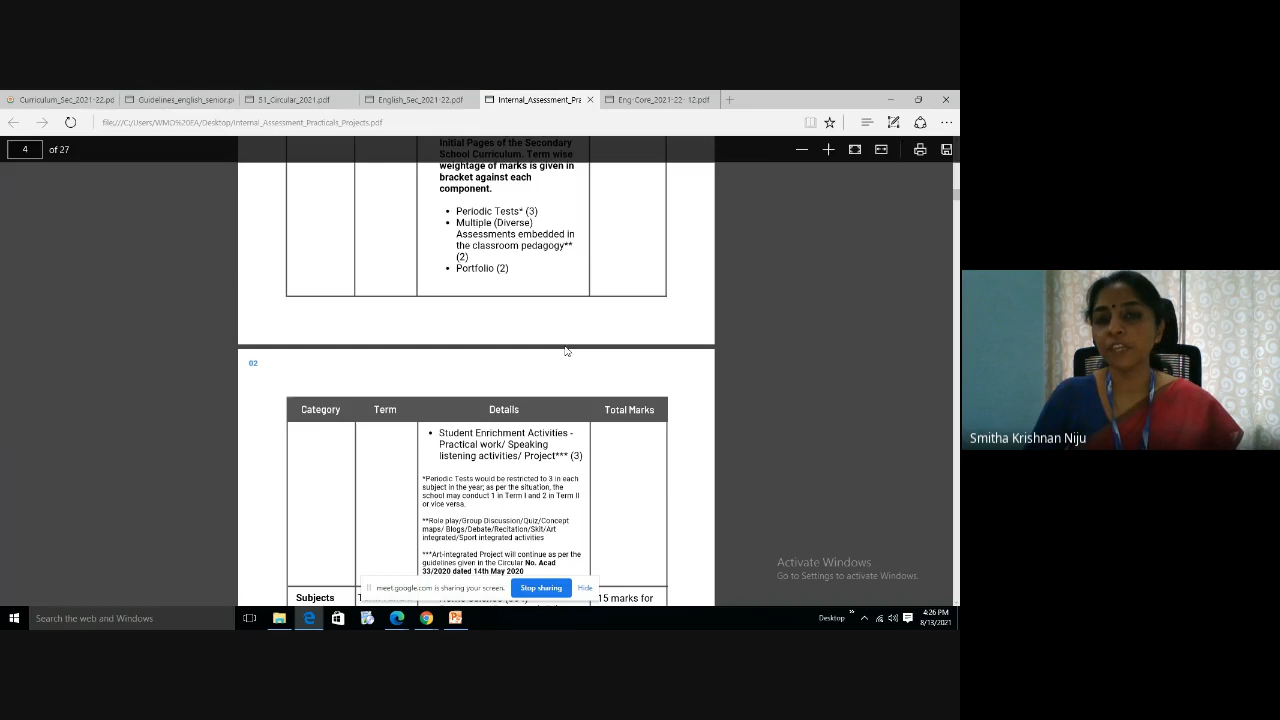 Curriculum_Sec_2021-22.pd
Guidelines_english_senior.p
51_Circular_2021.pdf
English_Sec_2021-22.pdf
Internal_Assessment_Pra
Eng-Core_2021-22- 12.pdf
file:///C:/Users/WMO%20EA/Desktop/Internal_Assessment_Practicals_Projects.pdf
4 of 27
Initial Pages of the Secondary
School Curriculum. Term wise
weightage of marks is given in
bracket against each
component.
• Periodic Tests* (3)
• Multiple (Diverse)
Assessments embedded in
the classroom pedagogy**
(2)
• Portfolio (2)
02
Category Term Details Total Marks
• Student Enrichment Activities -
Practical work/ Speaking
listening activities/ Project*** (3)
*Periodic Tests would be restricted to 3 in each
subject in the year; as per the situation, the
school may conduct 1 in Term I and 2 in Term II
or vice versa.
**Role play/Group Discussion/Quiz/Concept
maps/ Blogs/Debate/Recitation/Skit/Art
integrated/Sport integrated activities
***Art-integrated Project will continue as per the
guidelines given in the Circular No. Acad
33/2020 dated 14th May 2020
meet.google.com is sharing your screen. Stop sharing Hide
Subjects 15 marks for
Activate Windows
Go to Settings to activate Windows.
Smitha Krishnan Niju
Search the web and Windows
Desktop
4:26 PM
8/13/2021